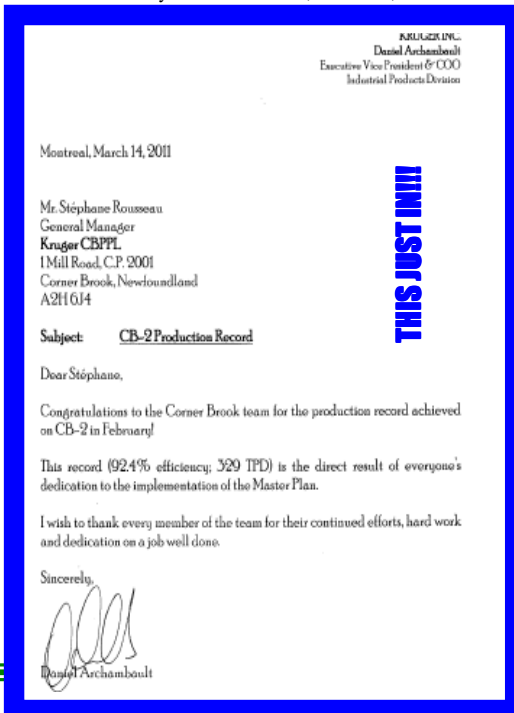 KRUGER INC.
Daniel Archambault
Executive Vice President & COO
Industrial Products Division
Montreal, March 14, 2011
THIS JUST IN!!!
Mr. Stéphane Rousseau
General Manager
Kruger CBPPL
1 Mill Road, C.P. 2001
Corner Brook, Newfoundland
A2H 6J4
Subject: CB-2 Production Record
Dear Stéphane,
Congratulations to the Corner Brook team for the production record achieved
on CB-2 in February!
This record (92.4% efficiency; 329 TPD) is the direct result of everyone's
dedication to the implementation of the Master Plan.
I wish to thank every member of the team for their continued efforts, hard work
and dedication on a job well done.
Sincerely,
Daniel Archambault